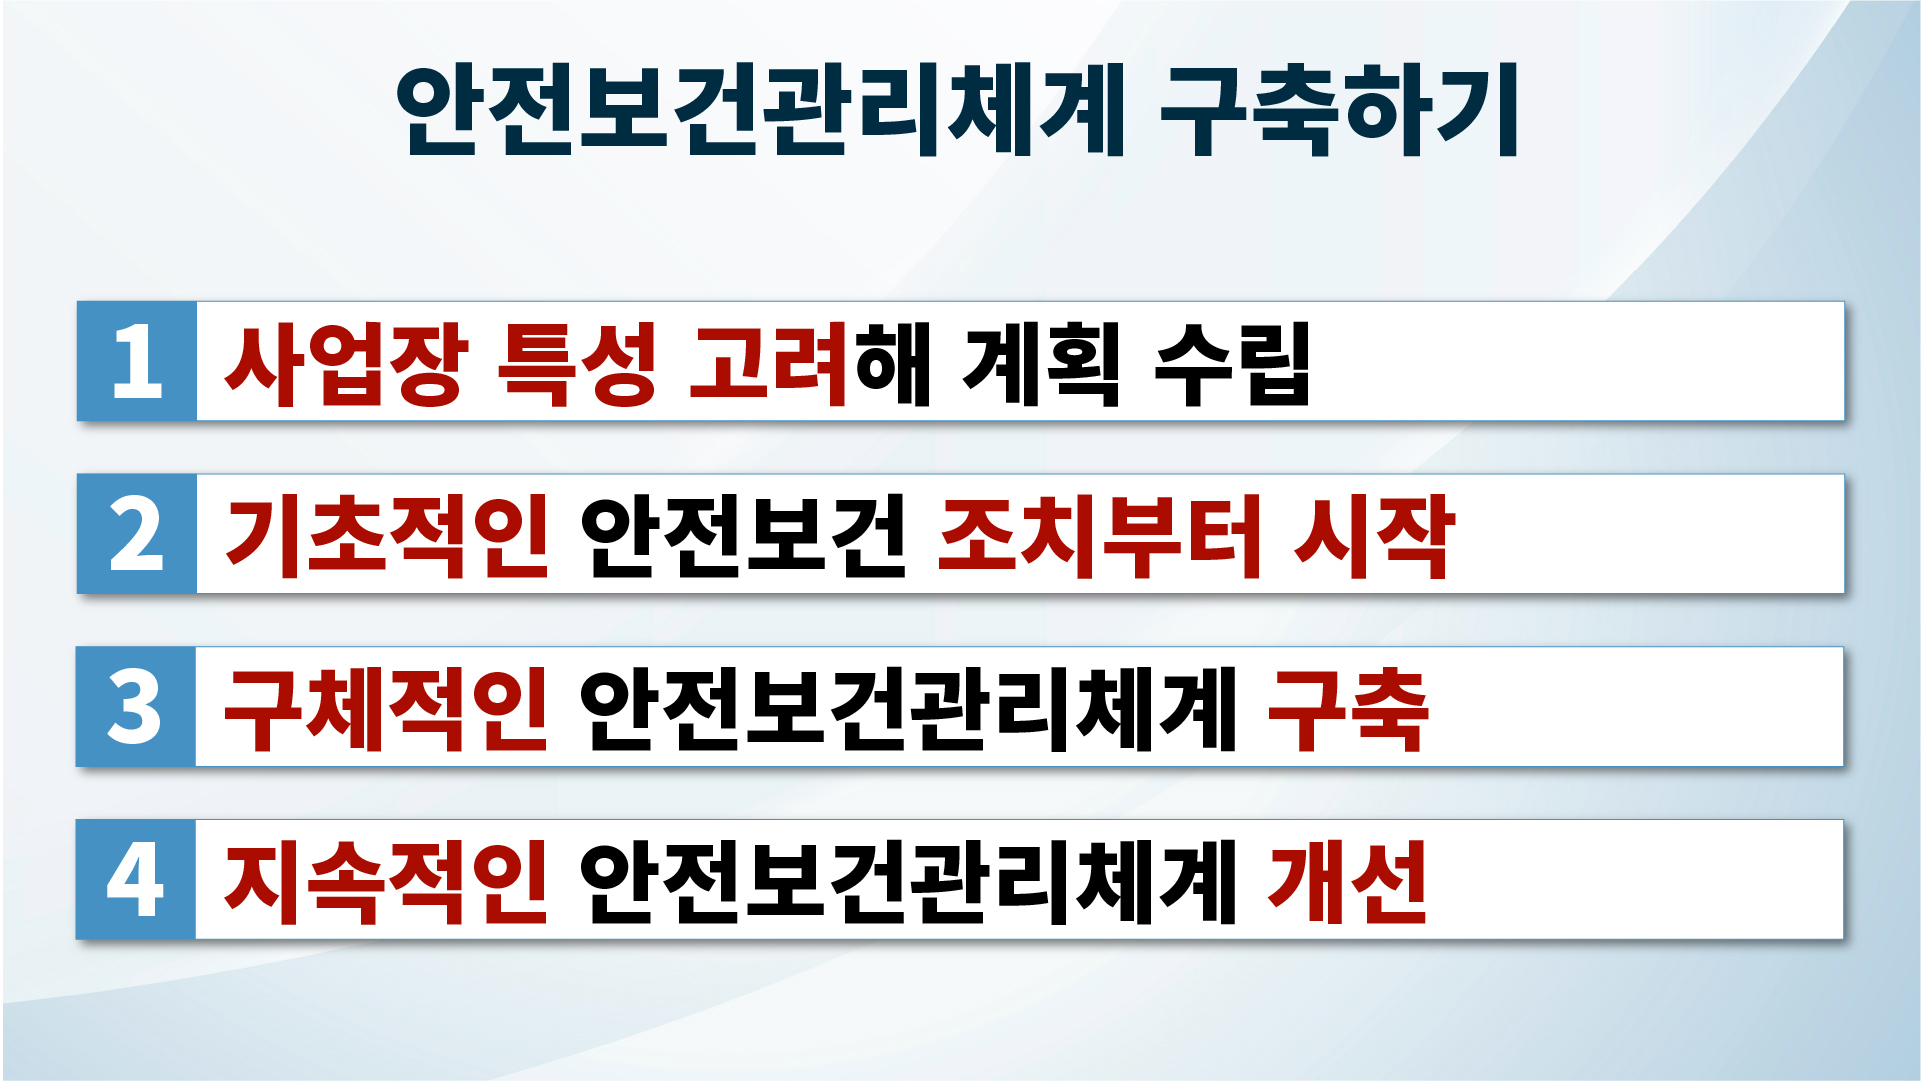 안전보건관리체계 구축하기
1 사업장 특성 고려해 계획 수립
2 기초적인 안전보건 조치부터 시작
3 구체적인 안전보건관리체계 구축
4 지속적인 안전보건관리체계 개선